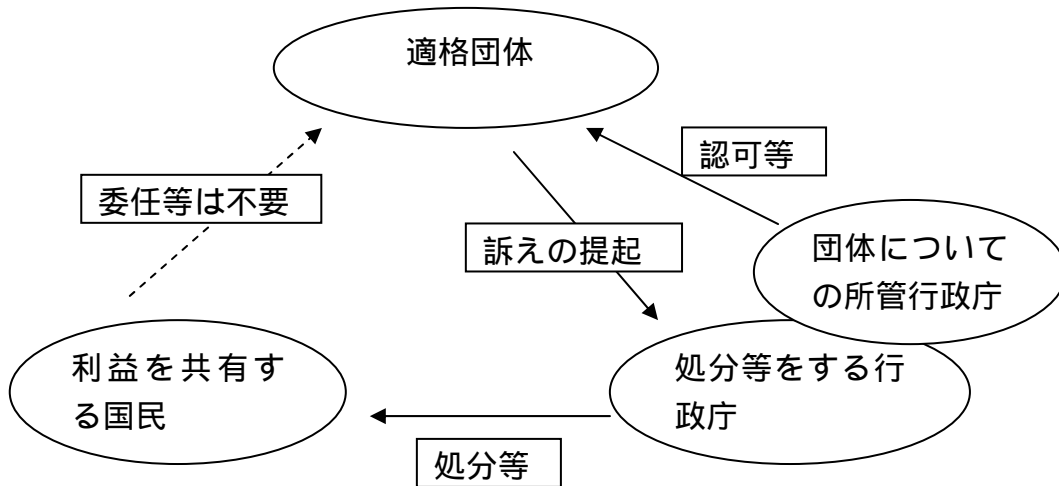 適格団体
認可等
委任等は不要
訴えの提起
団体について
の所管行政庁
利益を共有す
る国民
処分等をする行
政庁
処分等